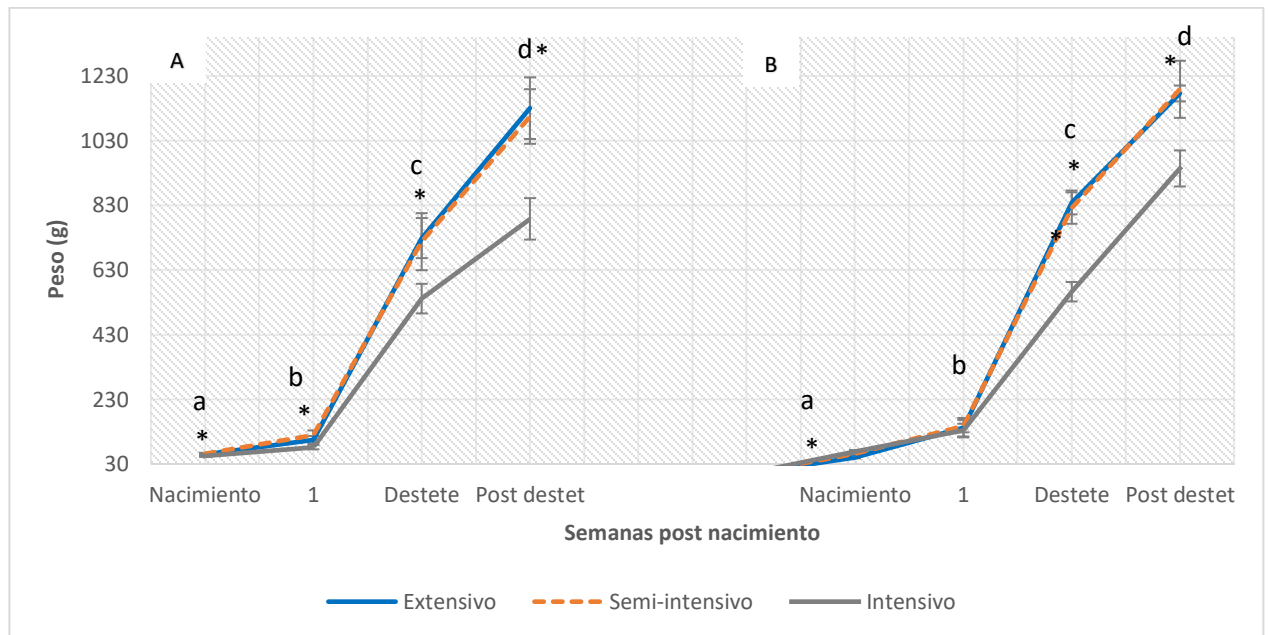 A
B
d*
d
*
1230
1030
c
*
c
*
830
*
630
430
b
*
b
230
a
*
a
*
30
Peso (g)
Nacimiento 1 Destete Post destet Nacimiento 1 Destete Post destet
Semanas post nacimiento
Extensivo Semi-intensivo Intensivo